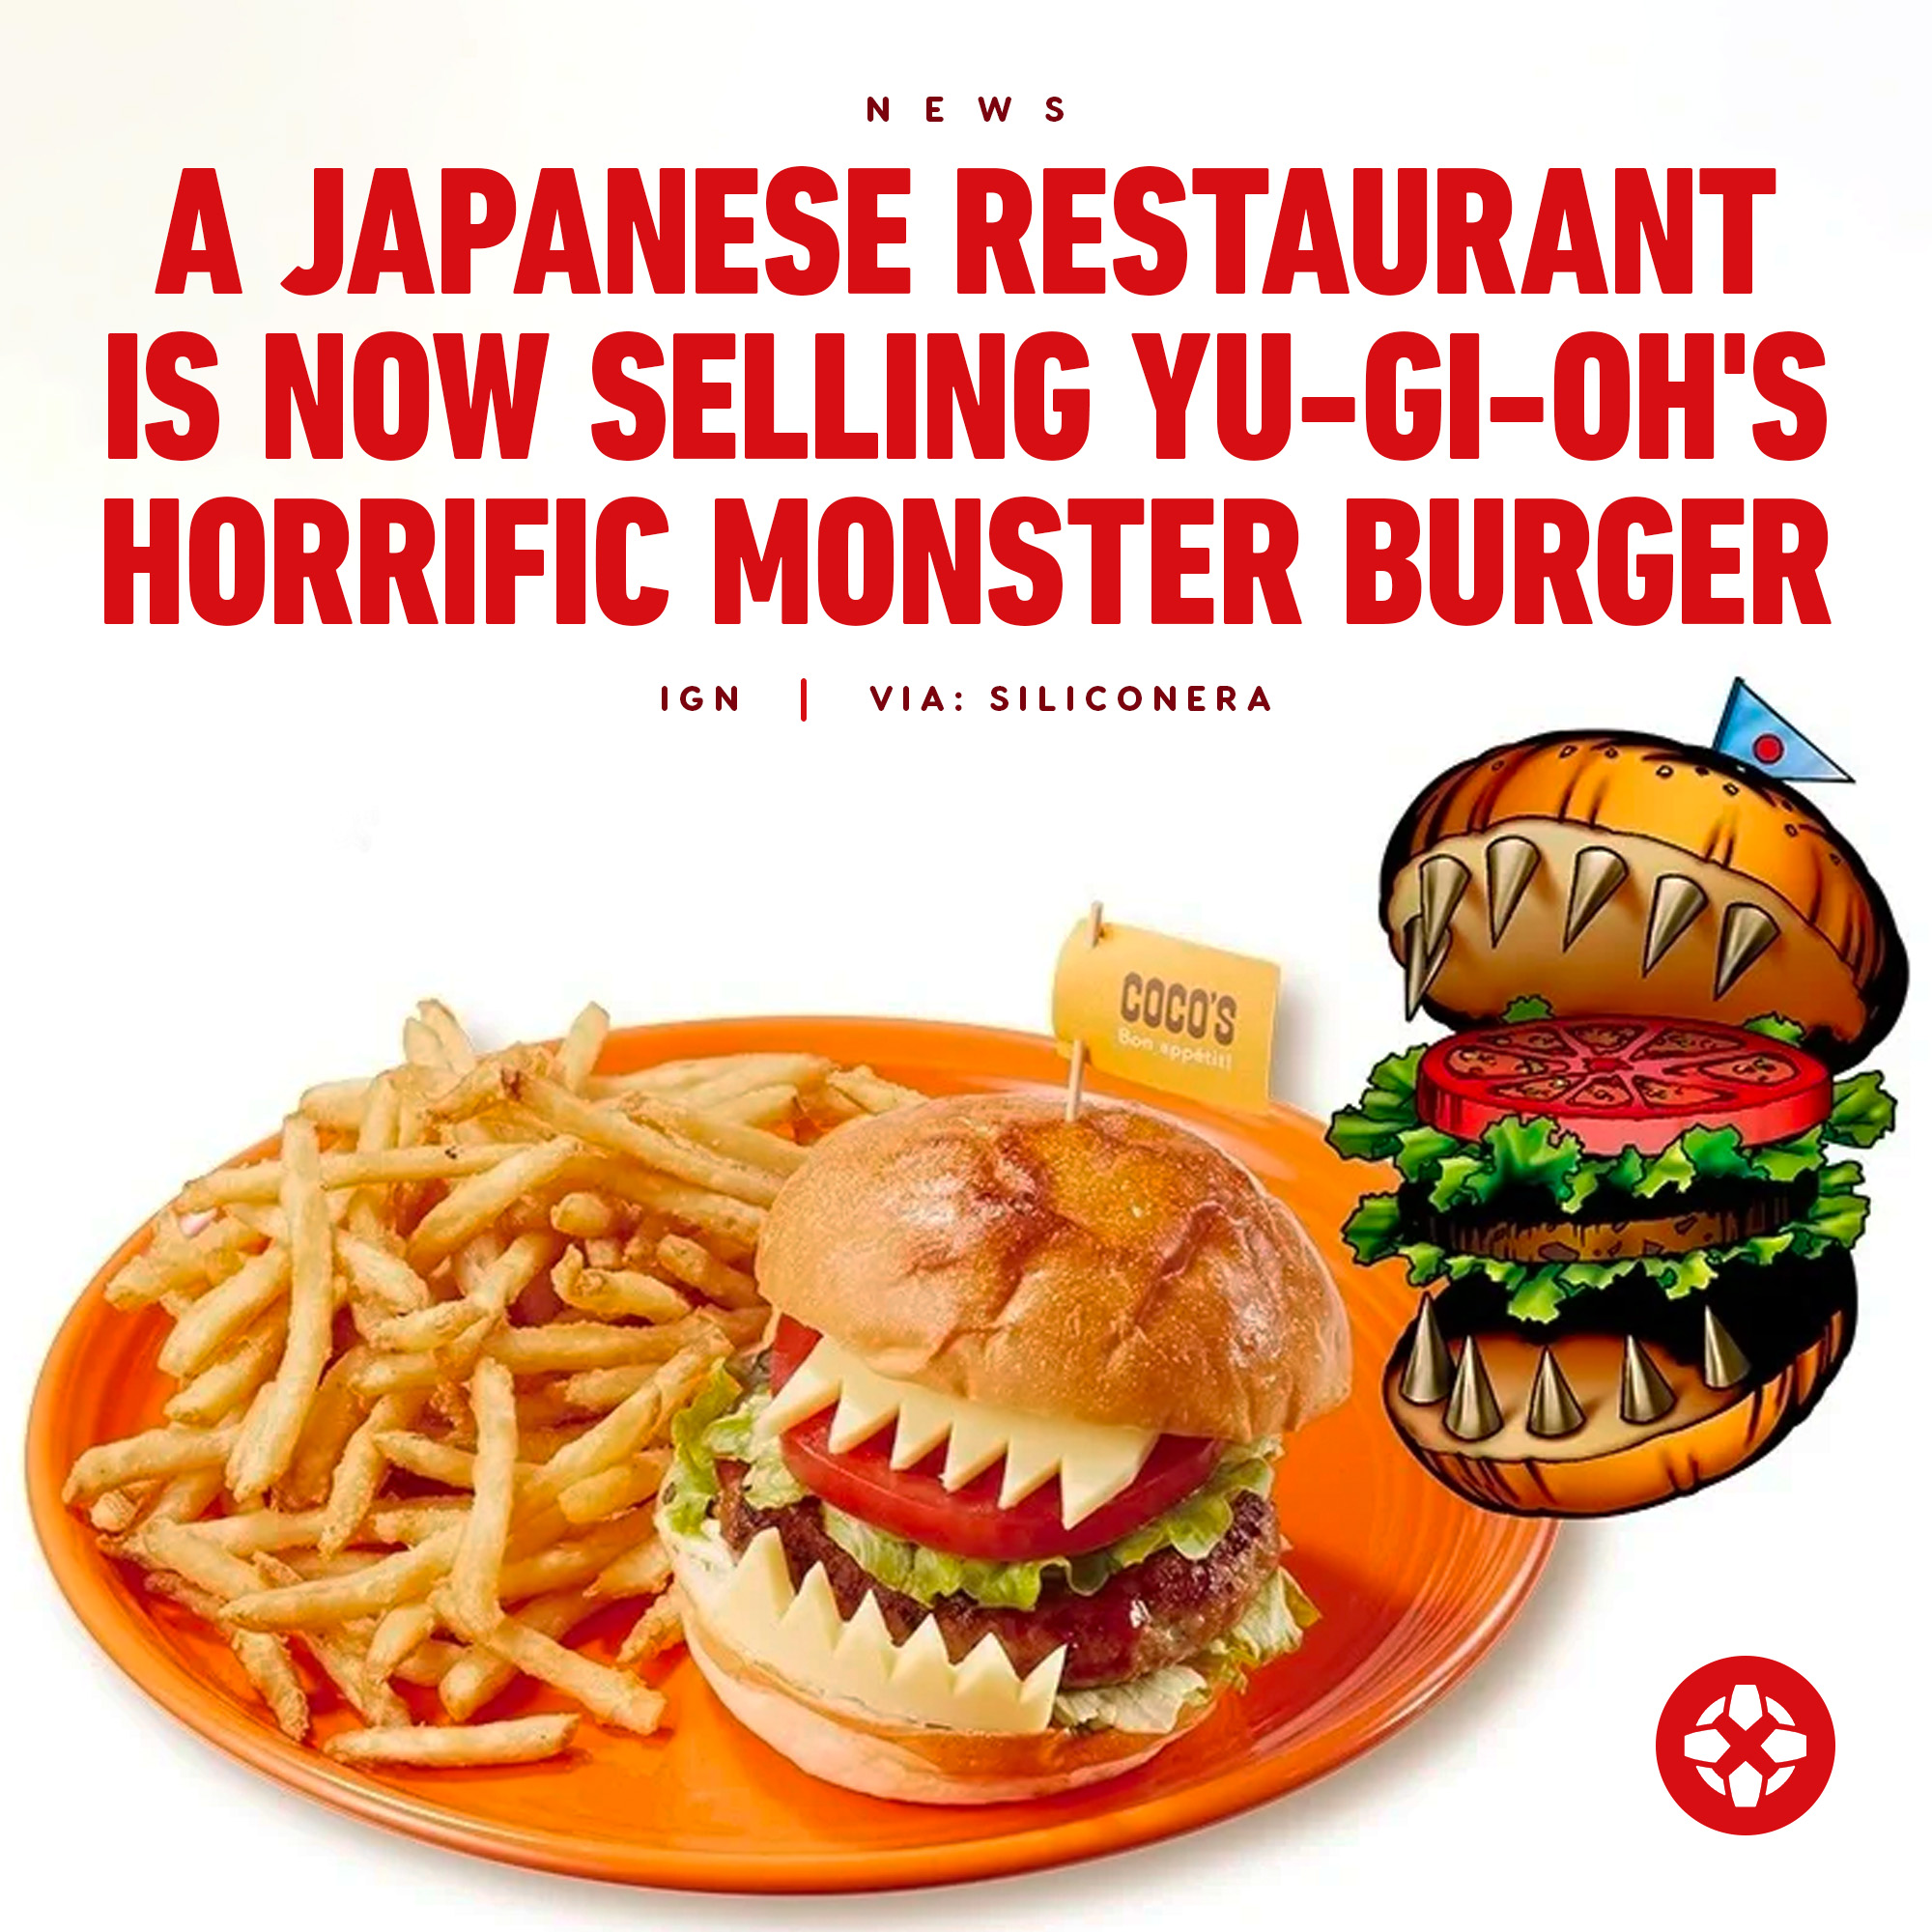 NEWS
A JAPANESE RESTAURANT
IS NOW SELLING YU-GI-OH'S
HORRIFIC MONSTER BURGER
IGN | VIA: SILICONERA
COCO'S
Bon appétit!